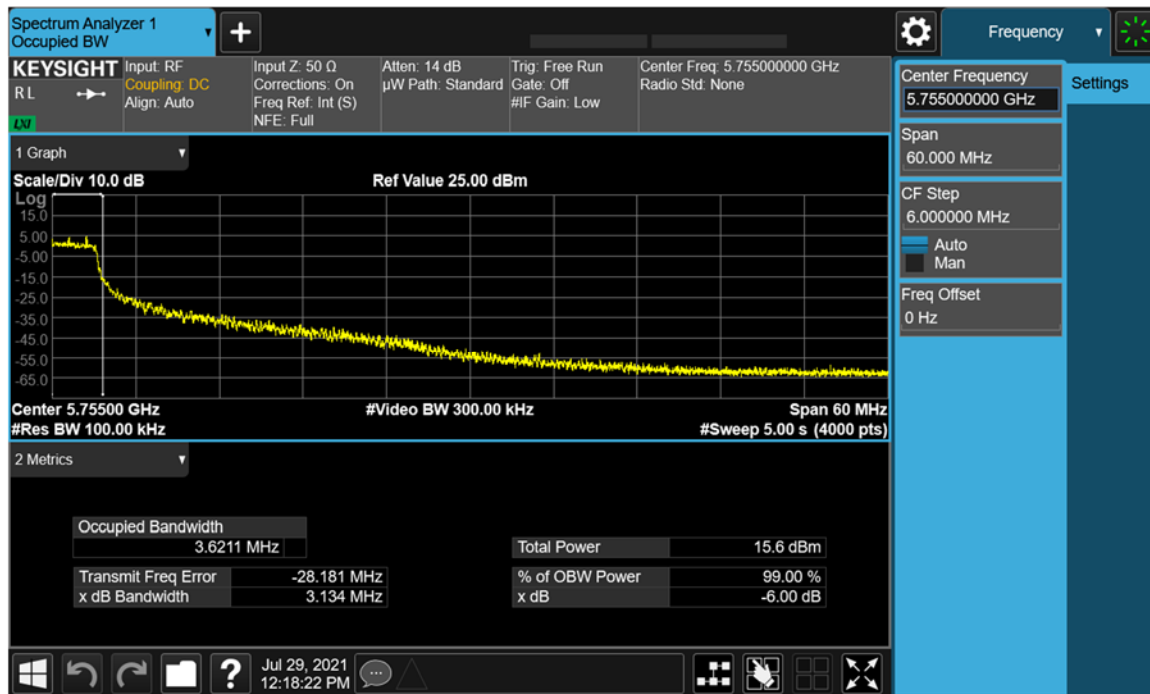 Spectrum Analyzer 1
Occupied BW
Frequency
KEYSIGHT
R L
LXI
Input: RF
Coupling: DC
Align: Auto
Input Z: 50 Ω
Corrections: On
Freq Ref: Int (S)
NFE: Full
Atten: 14 dB
µW Path: Standard
Trig: Free Run
Gate: Off
#IF Gain: Low
Center Freq: 5.755000000 GHz
Radio Std: None
Center Frequency
5.755000000 GHz
Settings
Span
60.000 MHz
CF Step
6.000000 MHz
Auto
Man
Freq Offset
0 Hz
1 Graph
Scale/Div 10.0 dB
Ref Value 25.00 dBm
Log
15.0
5.00
-5.00
-15.0
-25.0
-35.0
-45.0
-55.0
-65.0
Center 5.75500 GHz
#Video BW 300.00 kHz
Span 60 MHz
#Res BW 100.00 kHz
#Sweep 5.00 s (4000 pts)
2 Metrics
Occupied Bandwidth
3.6211 MHz
Total Power 15.6 dBm
Transmit Freq Error -28.181 MHz
% of OBW Power 99.00 %
x dB Bandwidth 3.134 MHz
x dB -6.00 dB
?
Jul 29, 2021
12:18:22 PM